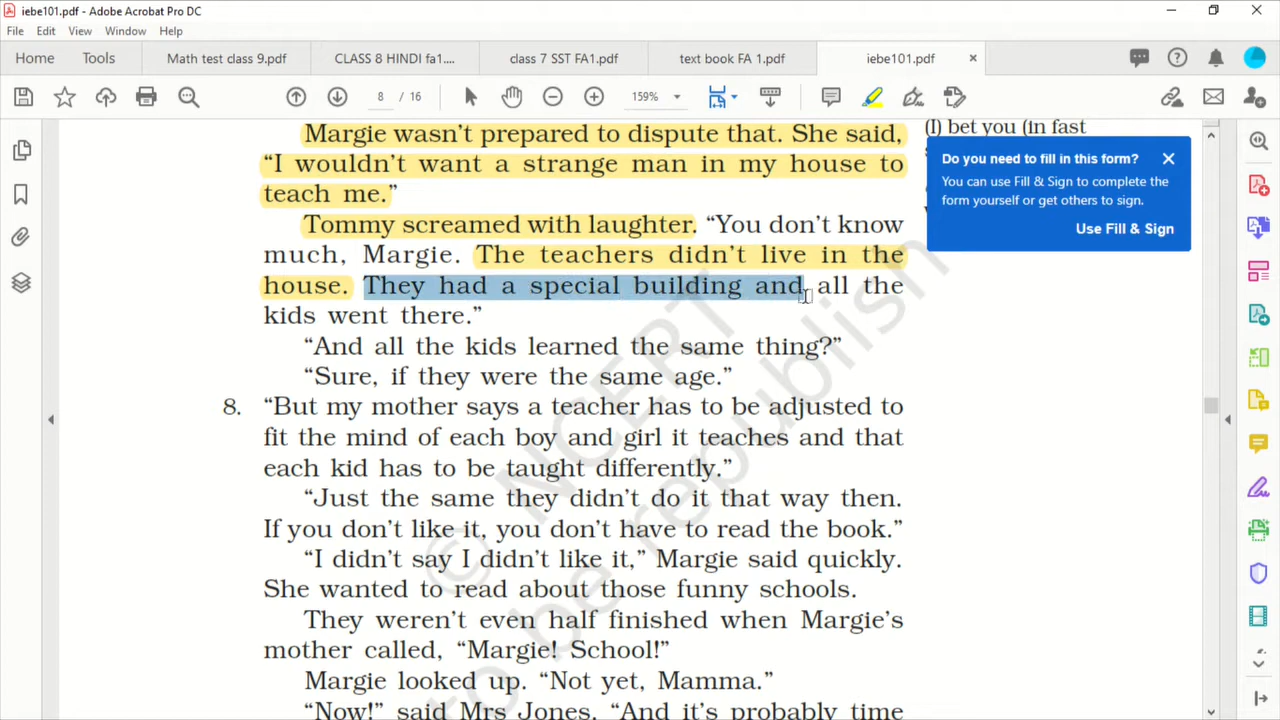 iebe101.pdf - Adobe Acrobat Pro DC
File Edit View Window Help
Home Tools Math test class 9.pdf CLASS 8 HINDI fa1.... class 7 SST FA1.pdf text book FA 1.pdf iebe101.pdf
8 / 16 159%
Margie wasn't prepared to dispute that. She said,
“I wouldn't want a strange man in my house to
teach me.”
Tommy screamed with laughter. “You don't know
much, Margie. The teachers didn't live in the
house. They had a special building and all the
kids went there.”
“And all the kids learned the same thing?”
“Sure, if they were the same age.”
8. “But my mother says a teacher has to be adjusted to
fit the mind of each boy and girl it teaches and that
each kid has to be taught differently.”
“Just the same they didn't do it that way then.
If you don't like it, you don't have to read the book.”
“I didn't say I didn't like it,” Margie said quickly.
She wanted to read about those funny schools.
They weren't even half finished when Margie's
mother called, “Margie! School!”
Margie looked up. “Not yet, Mamma.”
“Now!” said Mrs Jones. “And it's probably time
(I) bet you (in fast
Do you need to fill in this form?
You can use Fill & Sign to complete the
form yourself or get others to sign.
Use Fill & Sign
© NCERT
to be republish